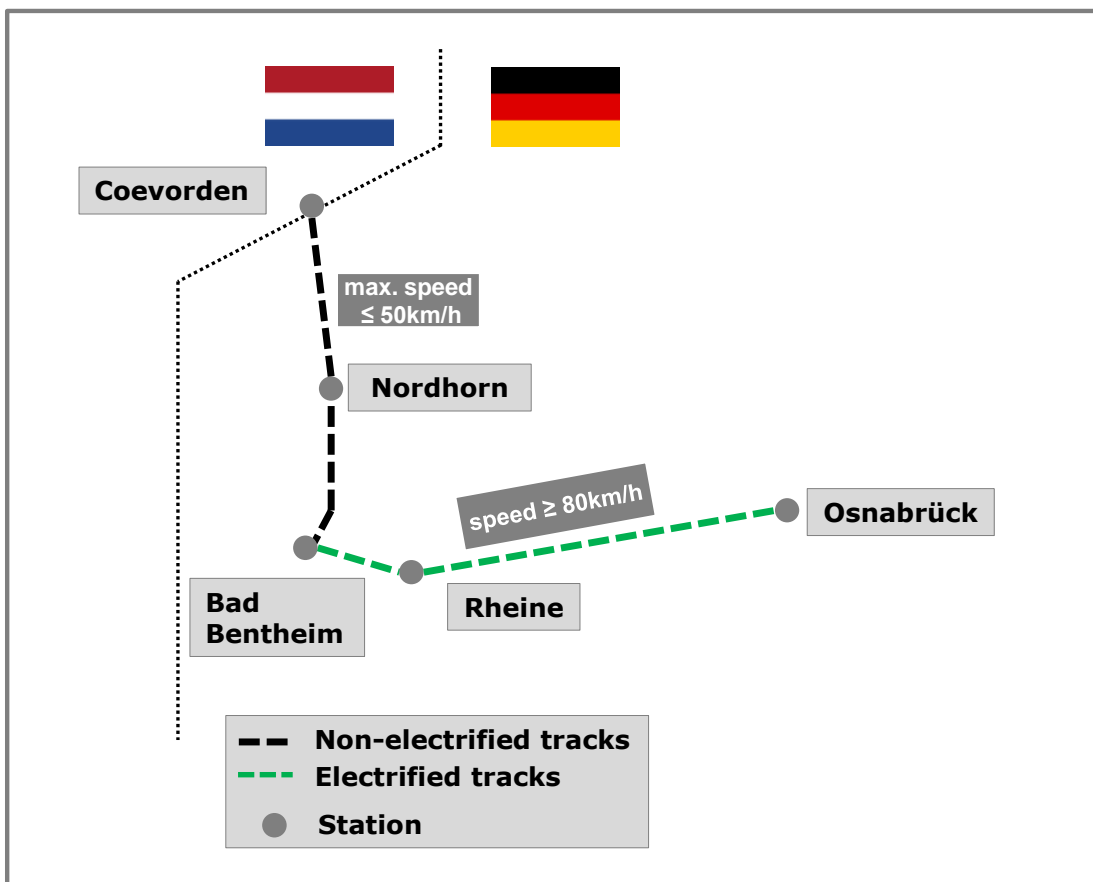 Coevorden
max. speed
≤ 50km/h
Nordhorn
speed ≥ 80km/h
Osnabrück
Bad
Bentheim
Rheine
Non-electrified tracks
Electrified tracks
Station